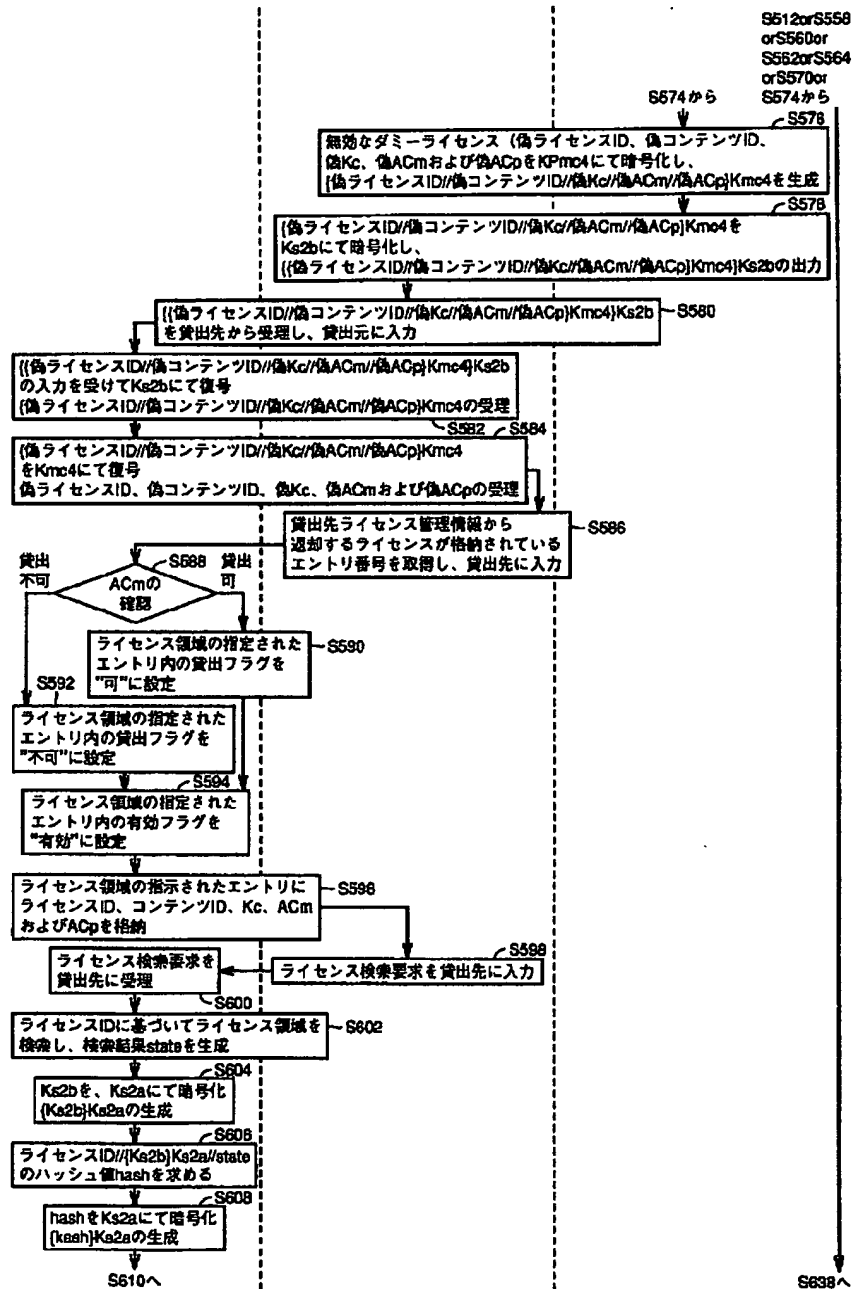 S512orS558
orS560or
S562orS564
orS570or
S574から
S574から
S576
無効なダミーライセンス（偽ライセンスID、偽コンテンツID、
偽Kc、偽ACmおよび偽ACpをKPmc4にて暗号化し、
{偽ライセンスID//偽コンテンツID//偽Kc//偽ACm//偽ACp}Kmc4を生成
S578
{偽ライセンスID//偽コンテンツID//偽Kc//偽ACm//偽ACp}Kmc4を
Ks2bにて暗号化し、
{{偽ライセンスID//偽コンテンツID//偽Kc//偽ACm//偽ACp}Kmc4}Ks2bの出力
{{偽ライセンスID//偽コンテンツID//偽Kc//偽ACm//偽ACp}Kmc4}Ks2b
を貸出先から受理し、貸出元に入力
S580
{{偽ライセンスID//偽コンテンツID//偽Kc//偽ACm//偽ACp}Kmc4}Ks2b
の入力を受けてKs2bにて復号
{偽ライセンスID//偽コンテンツID//偽Kc//偽ACm//偽ACp}Kmc4の受理
S582
S584
{偽ライセンスID//偽コンテンツID//偽Kc//偽ACm//偽ACp}Kmc4
をKmc4にて復号
偽ライセンスID、偽コンテンツID、偽Kc、偽ACmおよび偽ACpの受理
貸出先ライセンス管理情報から
返却するライセンスが格納されている
エントリ番号を取得し、貸出先に入力
S586
貸出
不可
S588
貸出
可
ACmの
確認
ライセンス領域の指定された
エントリ内の貸出フラグを
"可"に設定
S590
S592
ライセンス領域の指定された
エントリ内の貸出フラグを
"不可"に設定
S594
ライセンス領域の指定された
エントリ内の有効フラグを
"有効"に設定
ライセンス領域の指示されたエントリに
ライセンスID、コンテンツID、Kc、ACm
およびACpを格納
S596
S598
ライセンス検索要求を貸出先に入力
ライセンス検索要求を
貸出先に受理
S600
ライセンスIDに基づいてライセンス領域を
検索し、検索結果stateを生成
S602
S604
Ks2bを、Ks2aにて暗号化
{Ks2b}Ks2aの生成
S606
ライセンスID//{Ks2b}Ks2a//state
のハッシュ値hashを求める
S608
hashをKs2aにて暗号化
{hash}Ks2aの生成
S610へ
S638へ